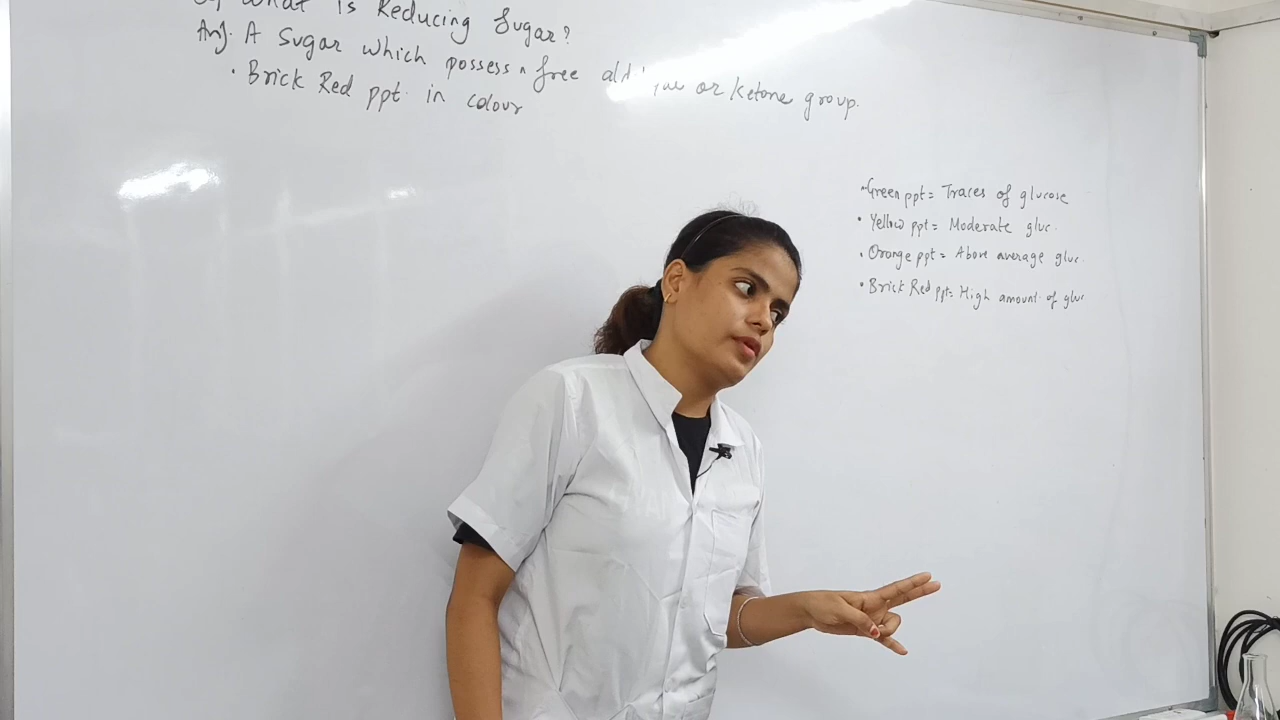 What is Reducing Sugar?
Ans. A Sugar which possess a free or ketone group.
• Brick Red ppt. in colour
• Green ppt = Traces of glucose
• Yellow ppt = Moderate gluc.
• Orange ppt = Above average gluc.
• Brick Red ppt = High amount of gluc